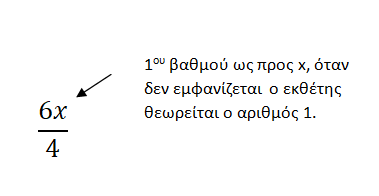 1ου βαθμού ως προς x, όταν
δεν εμφανίζεται ο εκθέτης
θεωρείται ο αριθμός 1.
6x
4